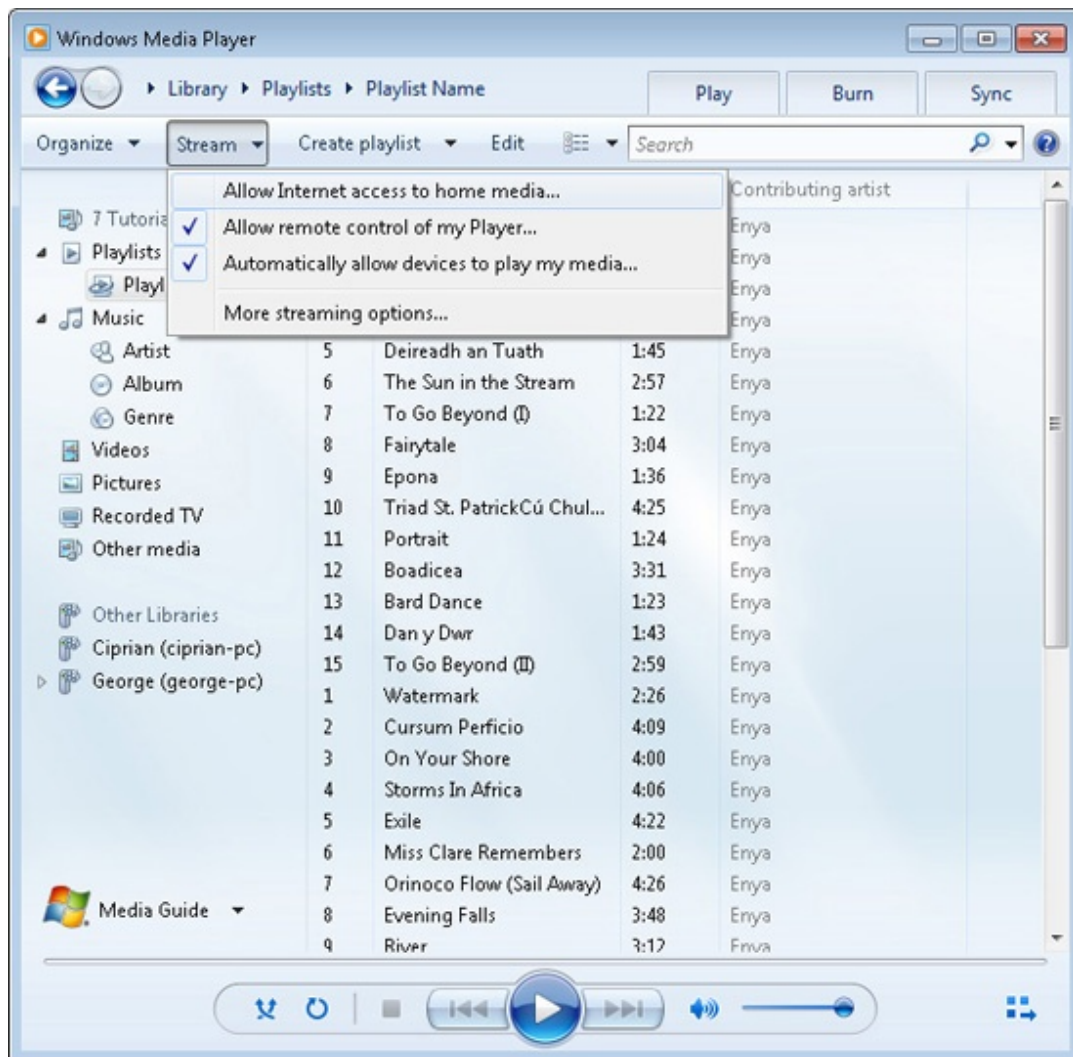 Windows Media Player
Library Playlists Playlist Name
Play Burn Sync
Organize Stream Create playlist Edit Search
Allow Internet access to home media...
Allow remote control of my Player...
Automatically allow devices to play my media...
More streaming options...
Contributing artist
7 Tutoria
Playlists
Playl
Music
Artist
Album
Genre
Videos
Pictures
Recorded TV
Other media
Other Libraries
Ciprian (ciprian-pc)
George (george-pc)
Media Guide
Enya
Enya
Enya
Enya
5 Deireadh an Tuath 1:45 Enya
6 The Sun in the Stream 2:57 Enya
7 To Go Beyond (I) 1:22 Enya
8 Fairytale 3:04 Enya
9 Epona 1:36 Enya
10 Triad St. PatrickCú Chul... 4:25 Enya
11 Portrait 1:24 Enya
12 Boadicea 3:31 Enya
13 Bard Dance 1:23 Enya
14 Dan y Dwr 1:43 Enya
15 To Go Beyond (II) 2:59 Enya
1 Watermark 2:26 Enya
2 Cursum Perficio 4:09 Enya
3 On Your Shore 4:00 Enya
4 Storms In Africa 4:06 Enya
5 Exile 4:22 Enya
6 Miss Clare Remembers 2:00 Enya
7 Orinoco Flow (Sail Away) 4:26 Enya
8 Evening Falls 3:48 Enya
9 River 3:12 Enya